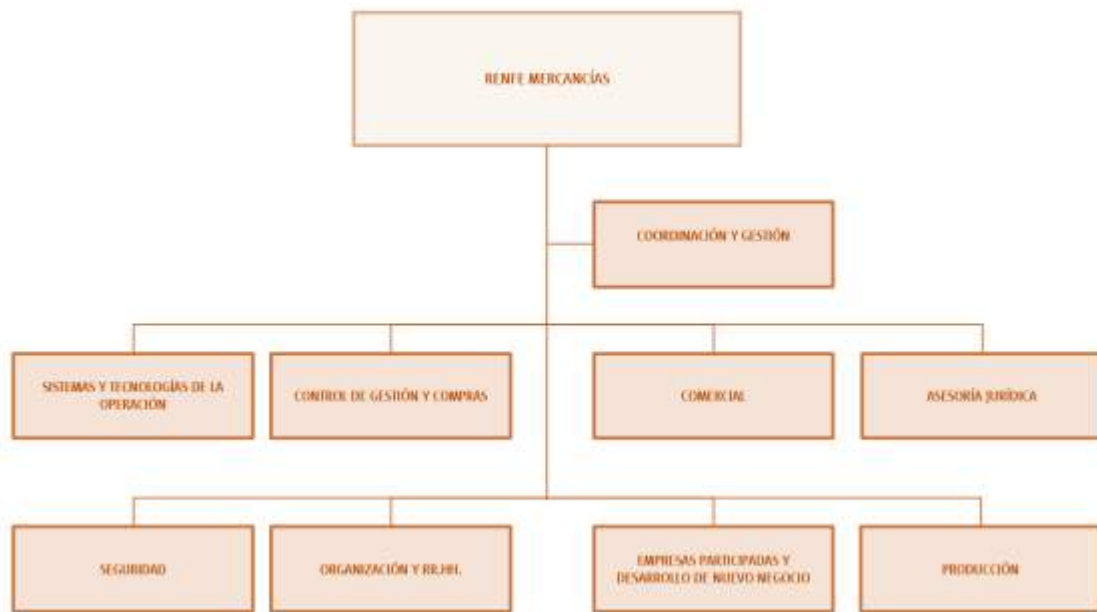 RENFE MERCANCÍAS
COORDINACIÓN Y GESTIÓN
SISTEMAS Y TECNOLOGÍAS DE LA
OPERACIÓN
CONTROL DE GESTIÓN Y COMPRAS
COMERCIAL
ASESORÍA JURÍDICA
SEGURIDAD
ORGANIZACIÓN Y RR.HH.
EMPRESAS PARTICIPADAS Y
DESARROLLO DE NUEVO NEGOCIO
PRODUCCIÓN